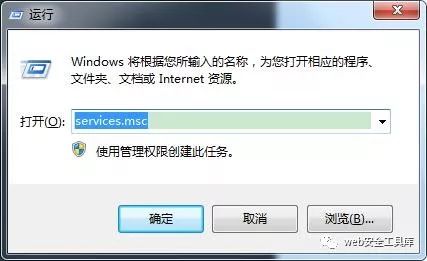 运行
Windows 将根据您所输入的名称，为您打开相应的程序、
文件夹、文档或 Internet 资源。
打开(O): services.msc
使用管理权限创建此任务。
确定 取消 浏览(B)...
web安全工具库